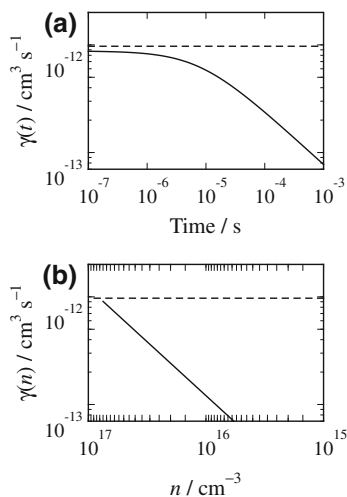 (a)
γ(t) / cm³ s⁻¹
10⁻¹²
10⁻¹³
10⁻⁷ 10⁻⁶ 10⁻⁵ 10⁻⁴ 10⁻³
Time / s
(b)
γ(n) / cm³ s⁻¹
10⁻¹²
10⁻¹³
10¹⁷ 10¹⁶ 10¹⁵
n / cm⁻³